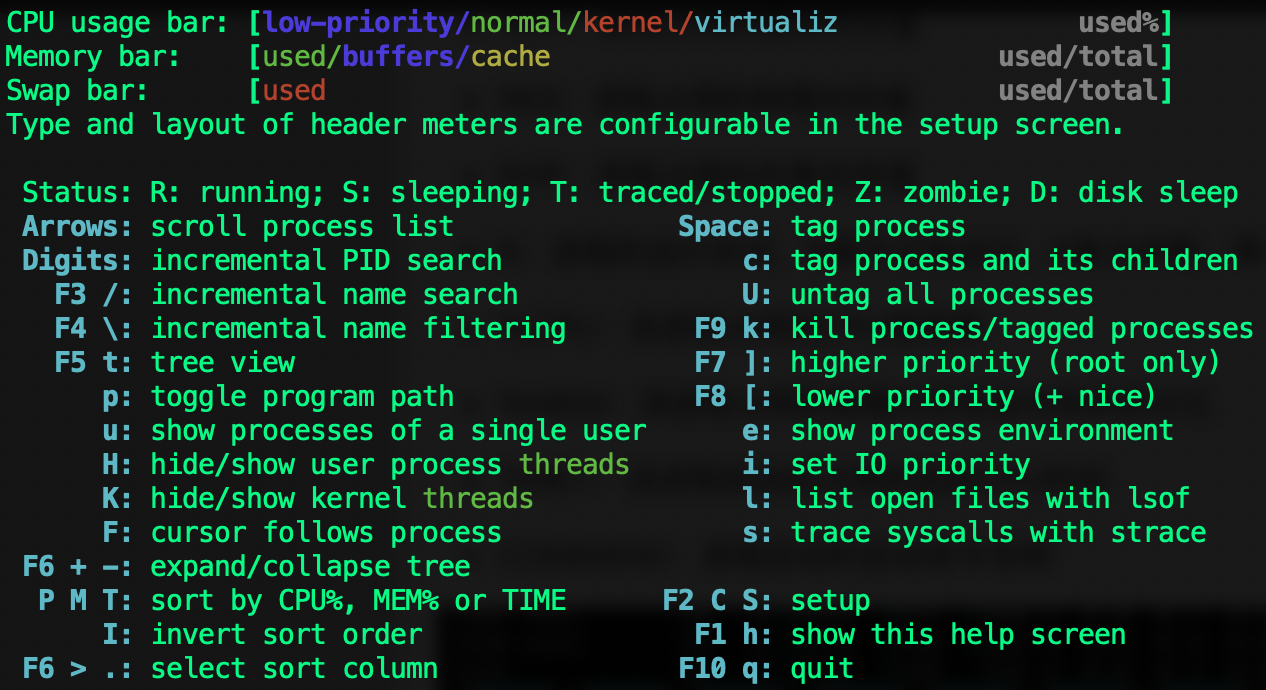 CPU usage bar: [low-priority/normal/kernel/virtualiz               used%]
Memory bar:    [used/buffers/cache                            used/total]
Swap bar:      [used                                          used/total]
Type and layout of header meters are configurable in the setup screen.
 Status: R: running; S: sleeping; T: traced/stopped; Z: zombie; D: disk sleep
 Arrows: scroll process list              Space: tag process
 Digits: incremental PID search               c: tag process and its children
   F3 /: incremental name search              U: untag all processes
   F4 \: incremental name filtering        F9 k: kill process/tagged processes
   F5 t: tree view                         F7 ]: higher priority (root only)
      p: toggle program path               F8 [: lower priority (+ nice)
      u: show processes of a single user      e: show process environment
      H: hide/show user process threads       i: set IO priority
      K: hide/show kernel threads             l: list open files with lsof
      F: cursor follows process               s: trace syscalls with strace
 F6 + -: expand/collapse tree
  P M T: sort by CPU%, MEM% or TIME      F2 C S: setup
      I: invert sort order                 F1 h: show this help screen
 F6 > .: select sort column               F10 q: quit